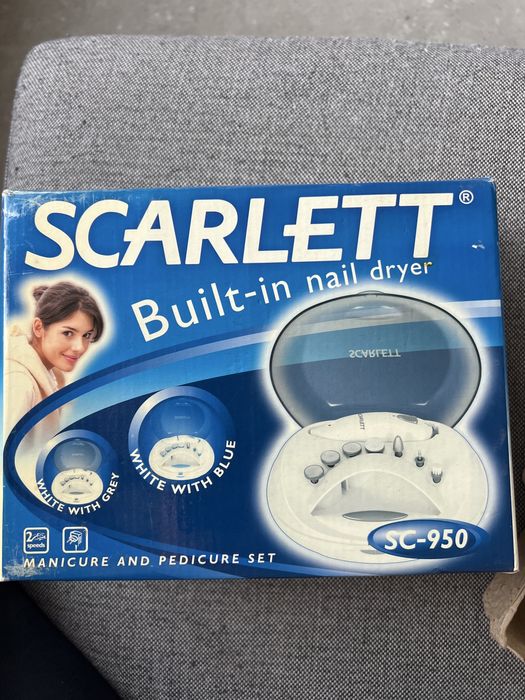 SCARLETT®
Built-in nail dryer
SCARLETT
WHITE WITH GREY
WHITE WITH BLUE
2 speeds
SC-950
MANICURE AND PEDICURE SET